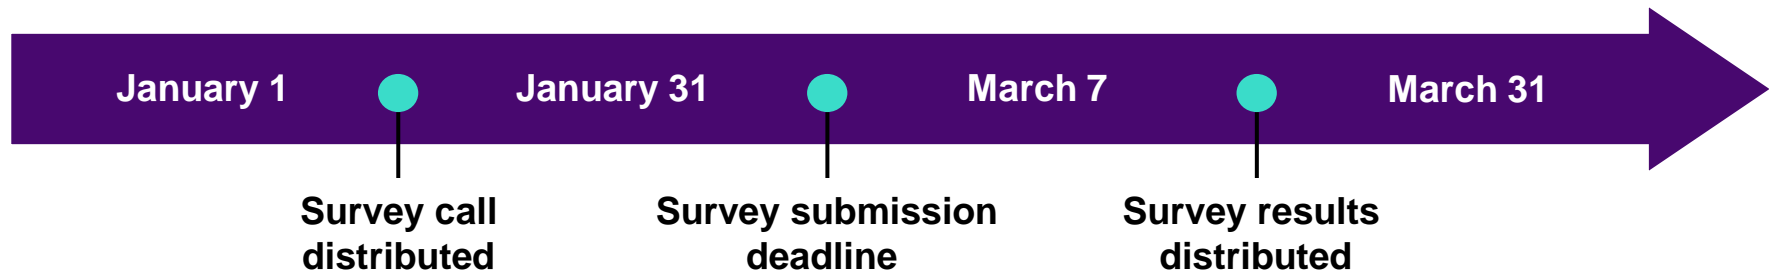 January 1
January 31
March 7
March 31
Survey call
distributed
Survey submission
deadline
Survey results
distributed